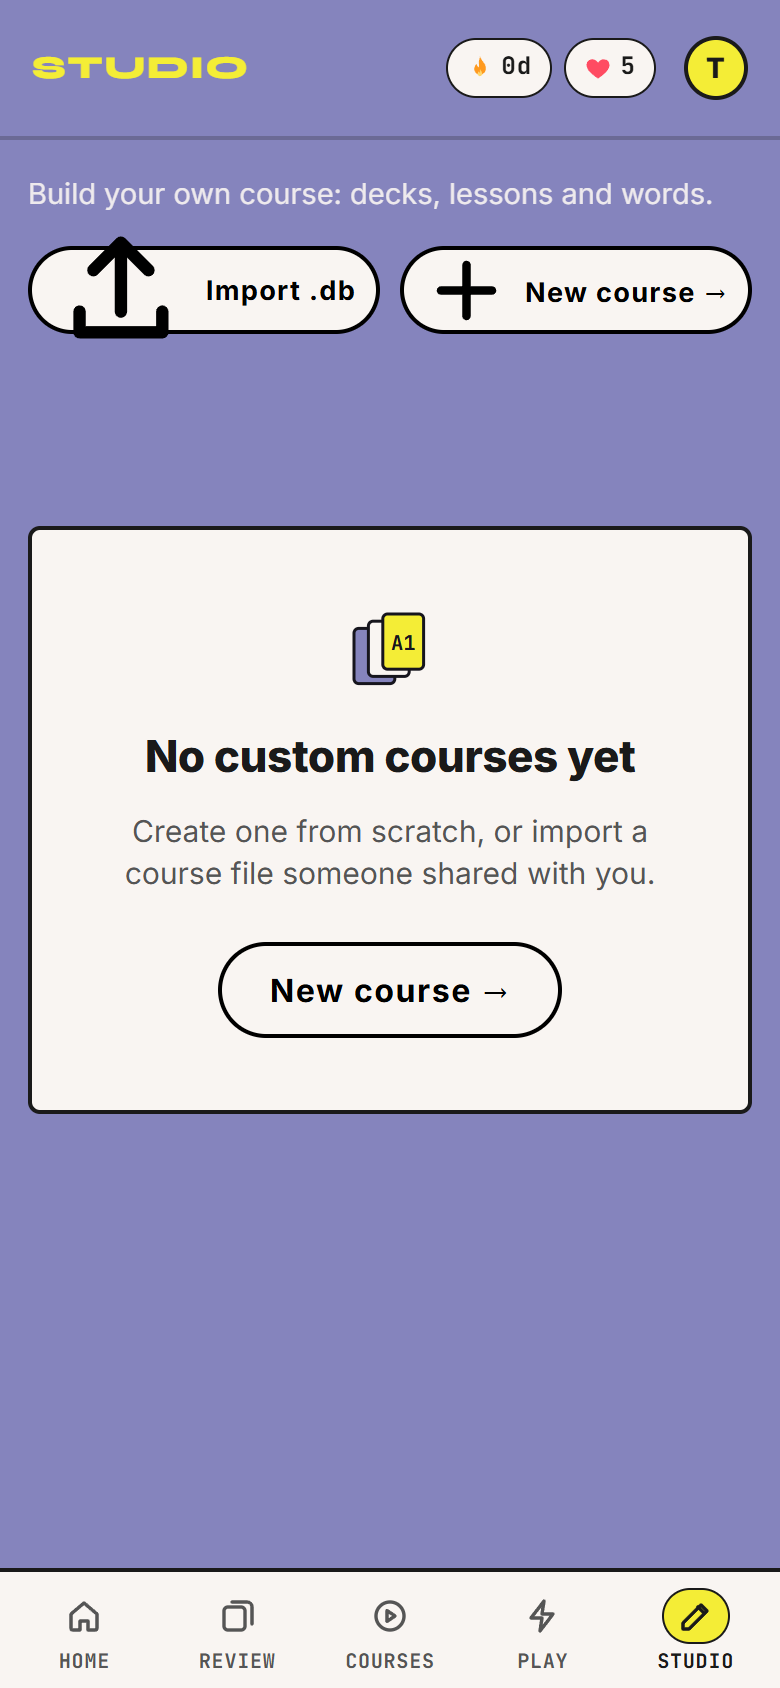 STUDIO
0d
5
T
Build your own course: decks, lessons and words.
Import .db
New course →
A1
No custom courses yet
Create one from scratch, or import a
course file someone shared with you.
New course →
HOME
REVIEW
COURSES
PLAY
STUDIO